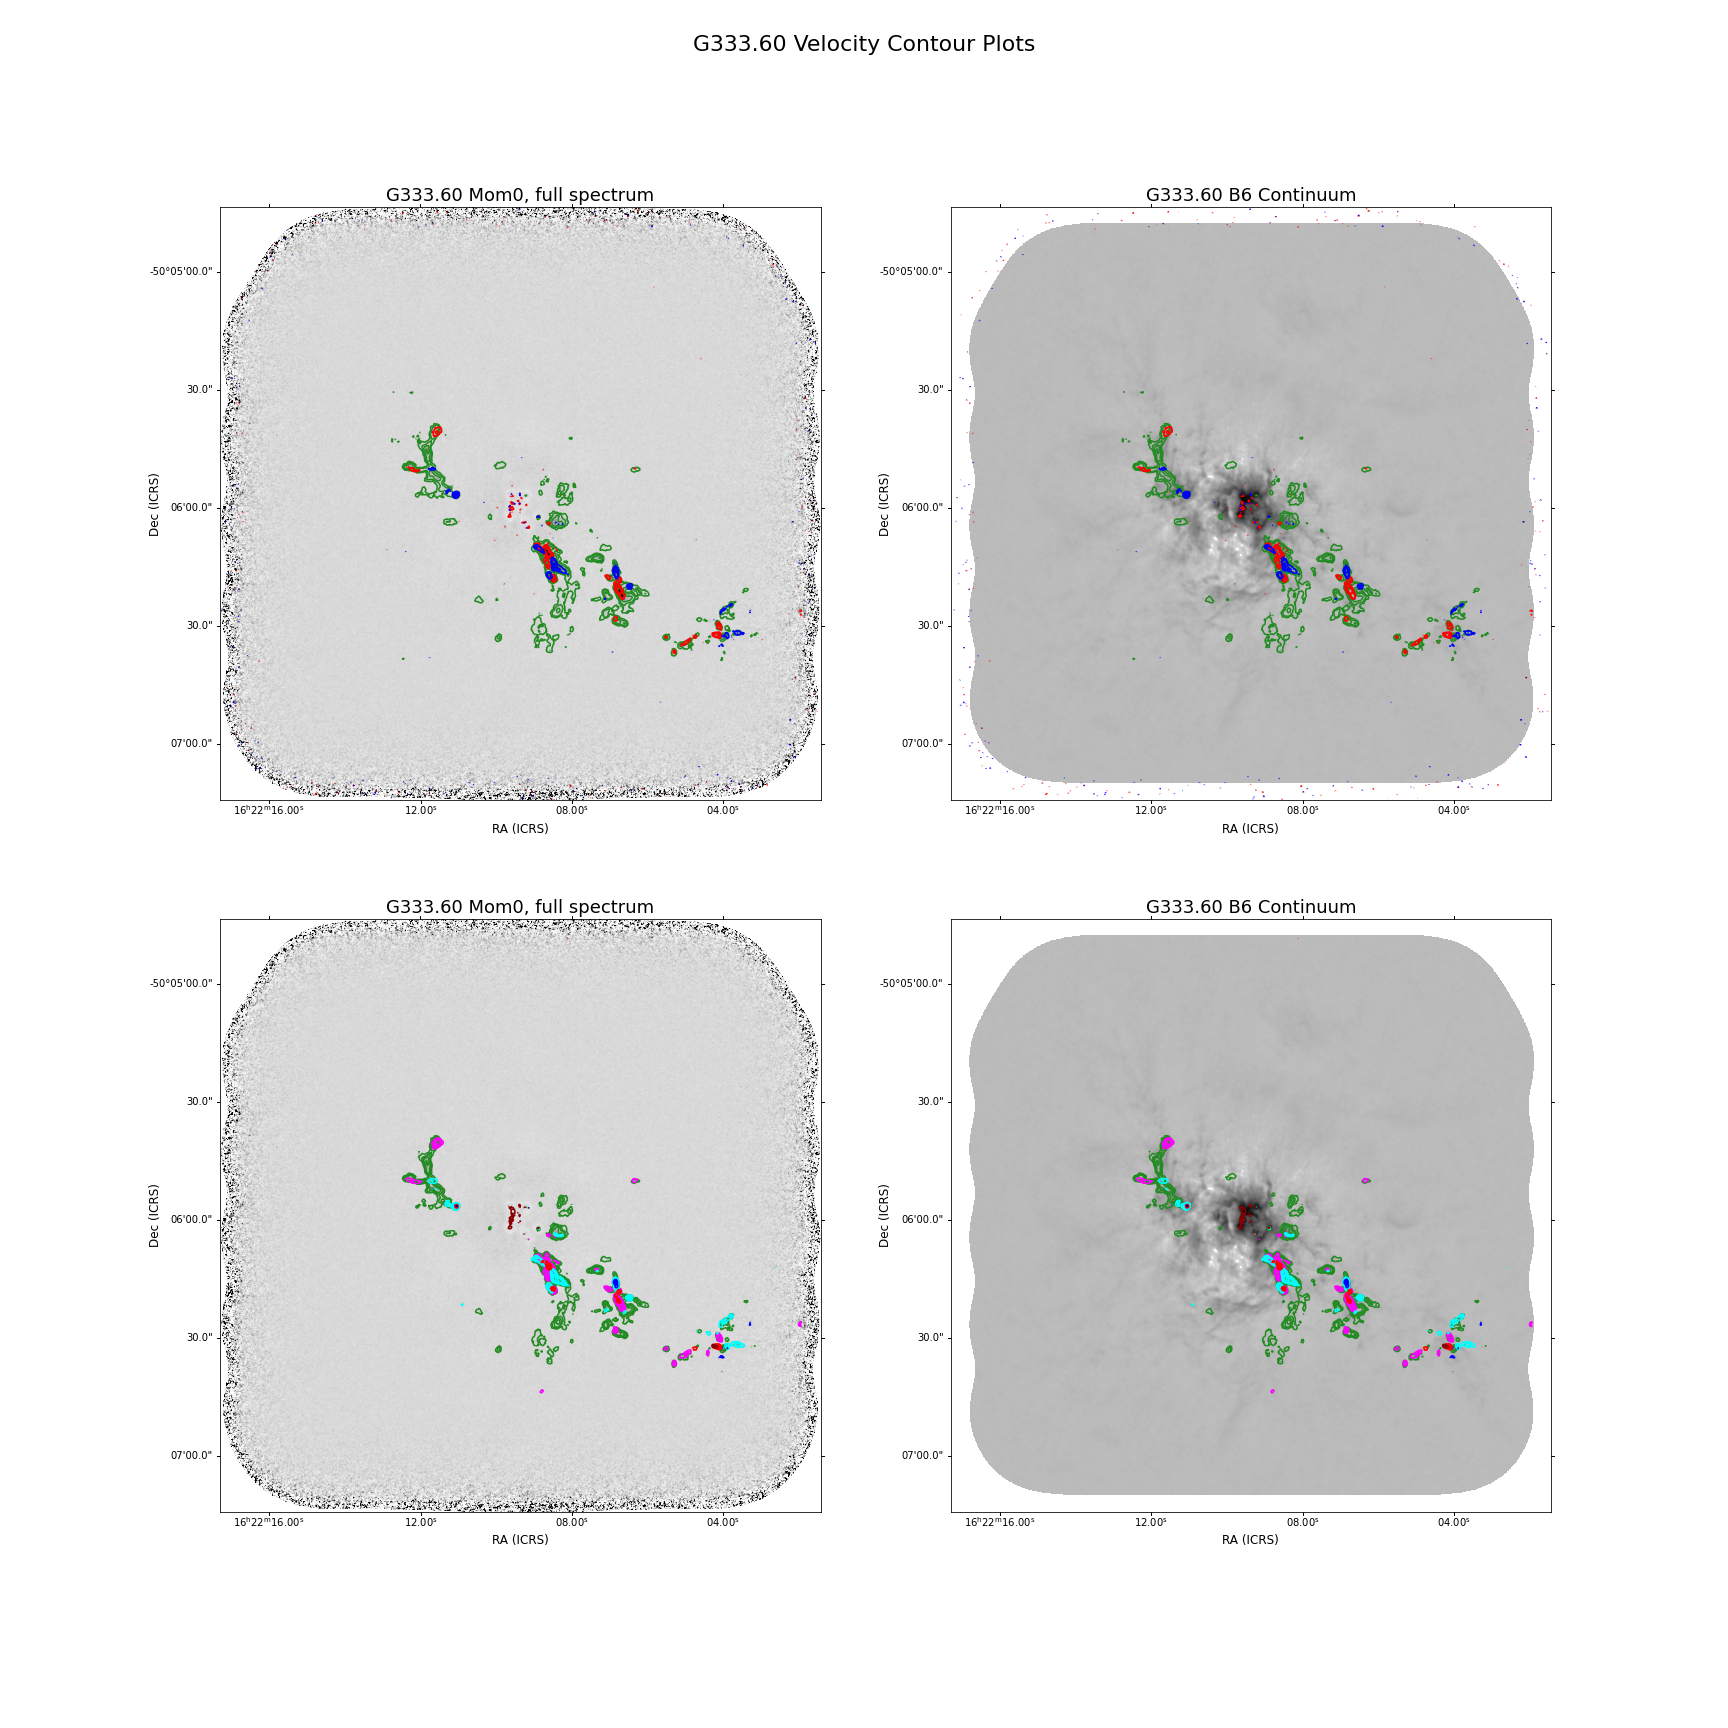 G333.60 Velocity Contour Plots
G333.60 Mom0, full spectrum
G333.60 B6 Continuum
-50°05'00.0"
30.0"
06'00.0"
30.0"
07'00.0"
Dec (ICRS)
16h22m16.00s 12.00s 08.00s 04.00s
RA (ICRS)
-50°05'00.0"
30.0"
06'00.0"
30.0"
07'00.0"
Dec (ICRS)
16h22m16.00s 12.00s 08.00s 04.00s
RA (ICRS)
G333.60 Mom0, full spectrum
G333.60 B6 Continuum
-50°05'00.0"
30.0"
06'00.0"
30.0"
07'00.0"
Dec (ICRS)
16h22m16.00s 12.00s 08.00s 04.00s
RA (ICRS)
-50°05'00.0"
30.0"
06'00.0"
30.0"
07'00.0"
Dec (ICRS)
16h22m16.00s 12.00s 08.00s 04.00s
RA (ICRS)